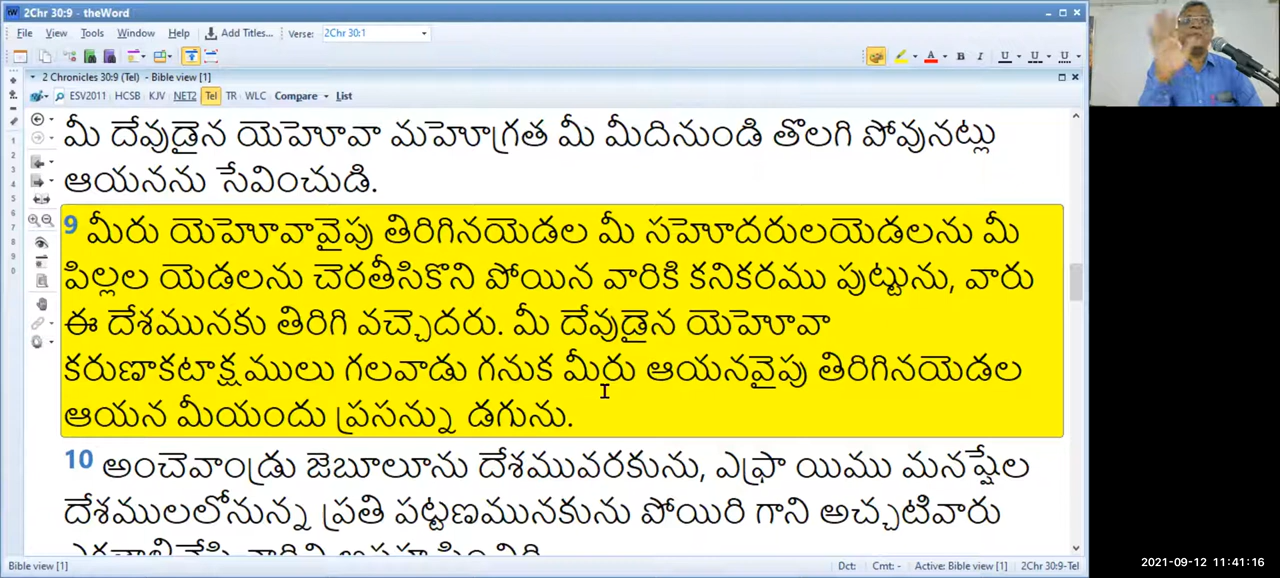 2Chr 30:9 - theWord
File View Tools Window Help Add Titles... Verse: 2Chr 30:1
B I U U U
2 Chronicles 30:9 (Tel) - Bible view [1]
ESV2011 HCSB KJV NET2 Tel TR WLC Compare List
మీ దేవుడైన యెహోవా మహోగ్రత మీ మీదినుండి తొలగి పోవునట్లు
ఆయనను సేవించుడి.
9 మీరు యెహోవావైపు తిరిగినయెడల మీ సహోదరులయెడలను మీ
పిల్లల యెడలను చెరతీసికొని పోయిన వారికి కనికరము పుట్టును, వారు
ఈ దేశమునకు తిరిగి వచ్చెదరు. మీ దేవుడైన యెహోవా
కరుణాకటాక్షములు గలవాడు గనుక మీరు ఆయనవైపు తిరిగినయెడల
ఆయన మీయందు ప్రసన్ను డగును.
10 అంచెవాండ్రు జెబూలూను దేశమువరకును, ఎఫ్రా యిము మనష్షేల
దేశములలోనున్న ప్రతి పట్టణమునకును పోయిరి గాని అచ్చటివారు
Bible view [1] Dct: Cmt: - Active: Bible view [1] 2Chr 30:9-Tel
2021-09-12 11:41:16